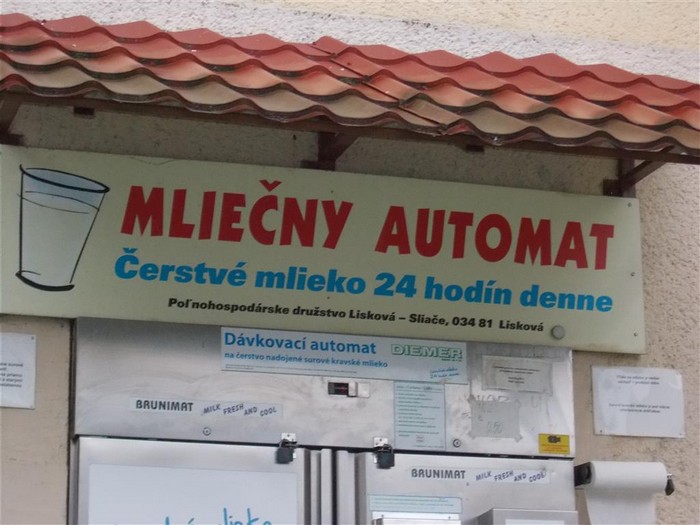 MLIEČNY AUTOMAT
Čerstvé mlieko 24 hodín denne
Poľnohospodárske družstvo Lisková – Sliače, 034 81 Lisková
Dávkovací automat
na čerstvo nadojené surové kravské mlieko
DIEMER
BRUNIMAT MILK FRESH AND COOL
BRUNIMAT MILK FRESH AND COOL